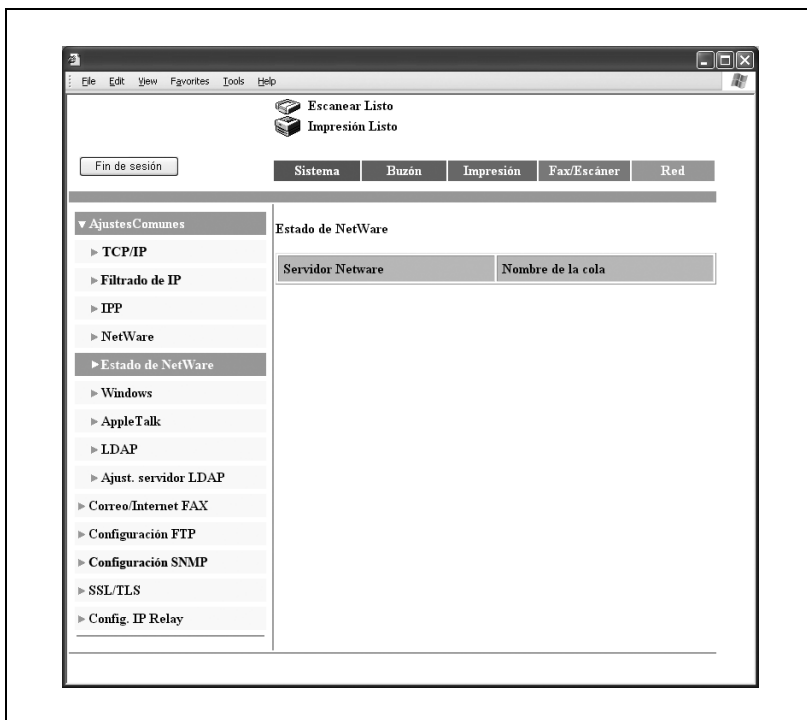 File Edit View Favorites Tools Help
Escanear Listo
Impresión Listo
Fin de sesión
Sistema Buzón Impresión Fax/Escáner Red
▼ AjustesComunes
► TCP/IP
► Filtrado de IP
► IPP
► NetWare
► Estado de NetWare
► Windows
► AppleTalk
► LDAP
► Ajust. servidor LDAP
► Correo/Internet FAX
► Configuración FTP
► Configuración SNMP
► SSL/TLS
► Config. IP Relay
Estado de NetWare
Servidor Netware Nombre de la cola